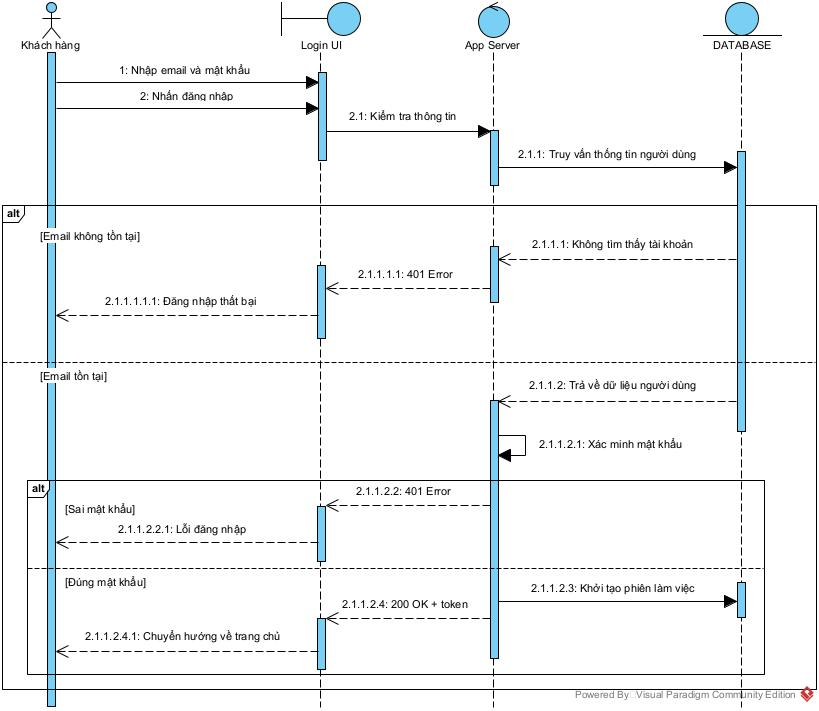 Khách hàng
Login UI
App Server
DATABASE
1: Nhập email và mật khẩu
2: Nhấn đăng nhập
2.1: Kiểm tra thông tin
2.1.1: Truy vấn thông tin người dùng
alt
[Email không tồn tại]
2.1.1.1: Không tìm thấy tài khoản
2.1.1.1.1: 401 Error
2.1.1.1.1.1: Đăng nhập thất bại
[Email tồn tại]
2.1.1.2: Trả về dữ liệu người dùng
2.1.1.2.1: Xác minh mật khẩu
alt
2.1.1.2.2: 401 Error
[Sai mật khẩu]
2.1.1.2.2.1: Lỗi đăng nhập
[Đúng mật khẩu]
2.1.1.2.3: Khởi tạo phiên làm việc
2.1.1.2.4: 200 OK + token
2.1.1.2.4.1: Chuyển hướng về trang chủ
Powered By Visual Paradigm Community Edition